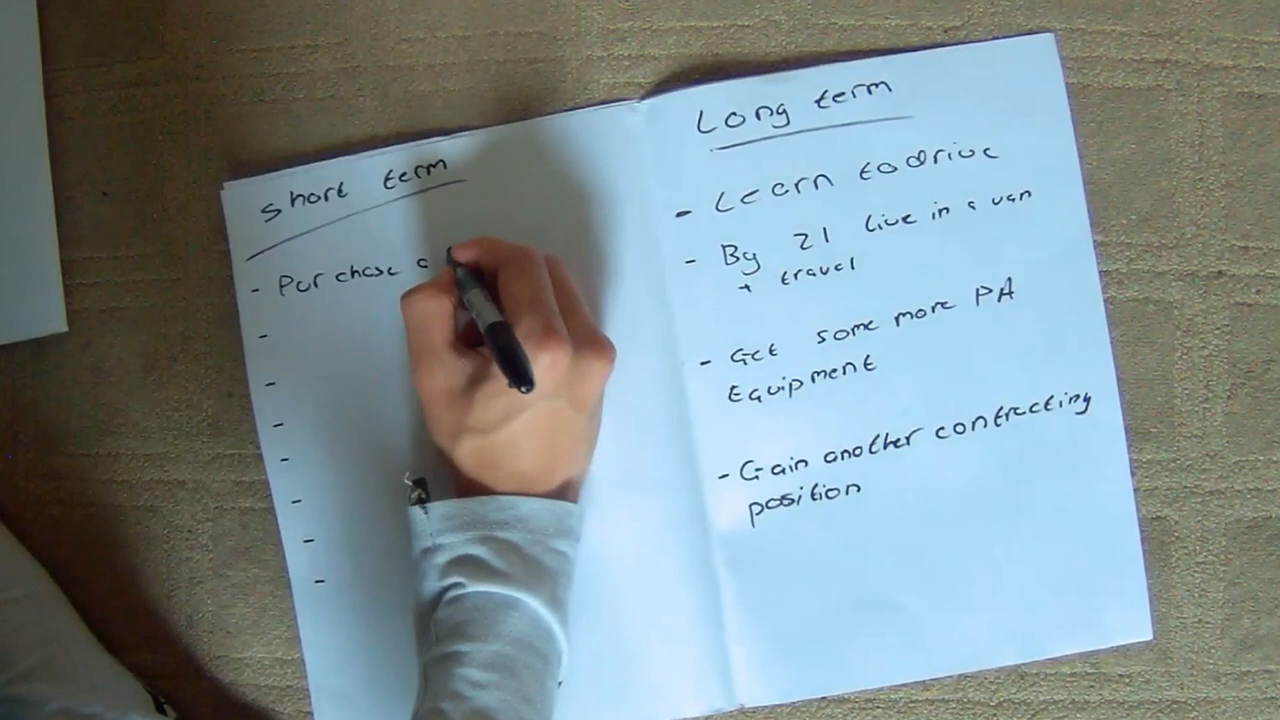 short term
- Purchase a
-
-
-
-
-
-
-
Long term
- Learn to drive
- By 21 live in a van
+ travel
- Get some more PA
Equipment
- Gain another contracting
position